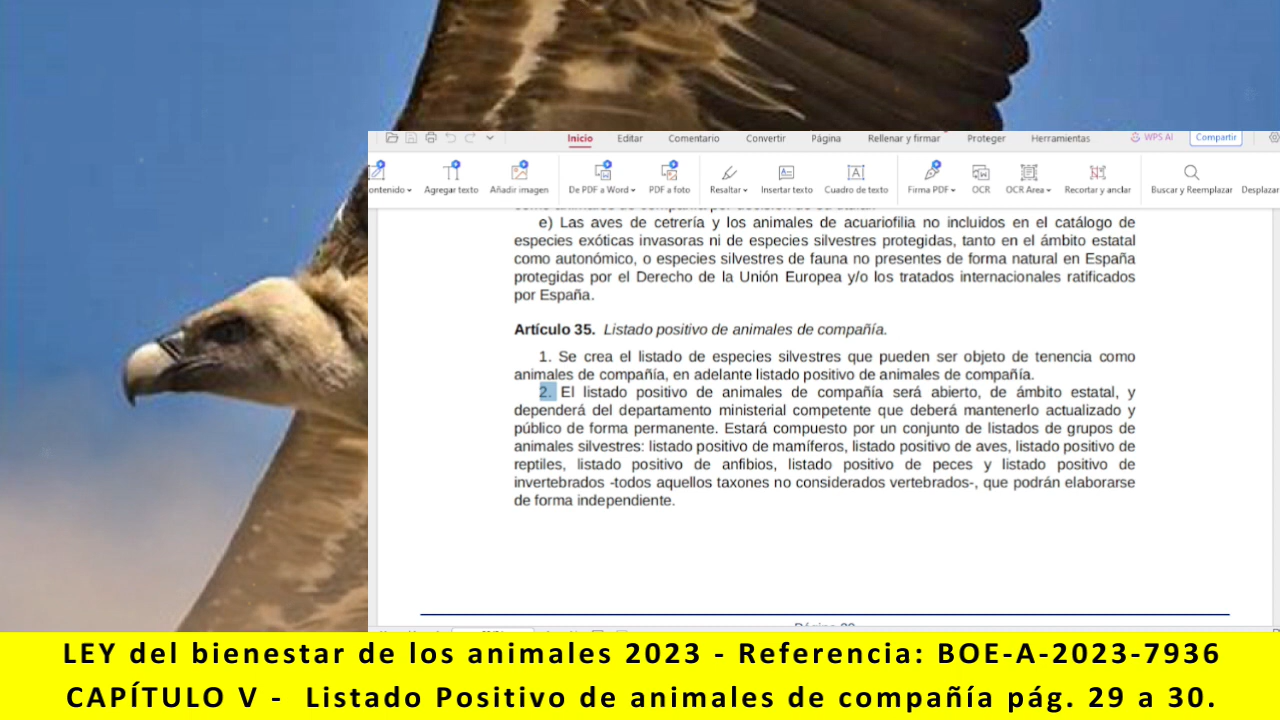 Inicio Editar Comentario Convertir Página Rellenar y firmar Proteger Herramientas WPS AI Compartir
ontenido Agregar texto Añadir imagen De PDF a Word PDF a foto Resaltar Insertar texto Cuadro de texto Firma PDF OCR OCR Area Recortar y anclar Buscar y Reemplazar Desplazar
e) Las aves de cetrería y los animales de acuariofilia no incluidos en el catálogo de
especies exóticas invasoras ni de especies silvestres protegidas, tanto en el ámbito estatal
como autonómico, o especies silvestres de fauna no presentes de forma natural en España
protegidas por el Derecho de la Unión Europea y/o los tratados internacionales ratificados
por España.
Artículo 35. Listado positivo de animales de compañía.
1. Se crea el listado de especies silvestres que pueden ser objeto de tenencia como
animales de compañía, en adelante listado positivo de animales de compañía.
2. El listado positivo de animales de compañía será abierto, de ámbito estatal, y
dependerá del departamento ministerial competente que deberá mantenerlo actualizado y
público de forma permanente. Estará compuesto por un conjunto de listados de grupos de
animales silvestres: listado positivo de mamíferos, listado positivo de aves, listado positivo de
reptiles, listado positivo de anfibios, listado positivo de peces y listado positivo de
invertebrados -todos aquellos taxones no considerados vertebrados-, que podrán elaborarse
de forma independiente.
LEY del bienestar de los animales 2023 - Referencia: BOE-A-2023-7936
CAPÍTULO V - Listado Positivo de animales de compañía pág. 29 a 30.